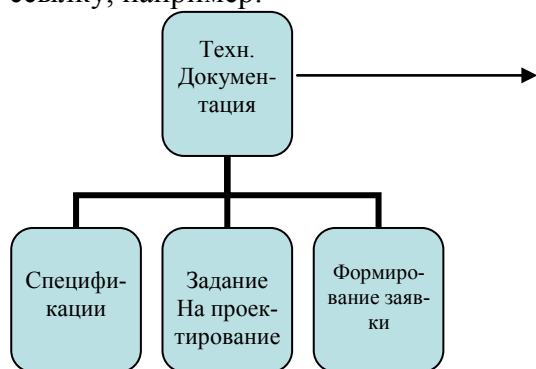 ссылку, например:
Техн.
Докумен-
тация
Специфи-
кации
Задание
На проек-
тирование
Формиро-
вание заяв-
ки